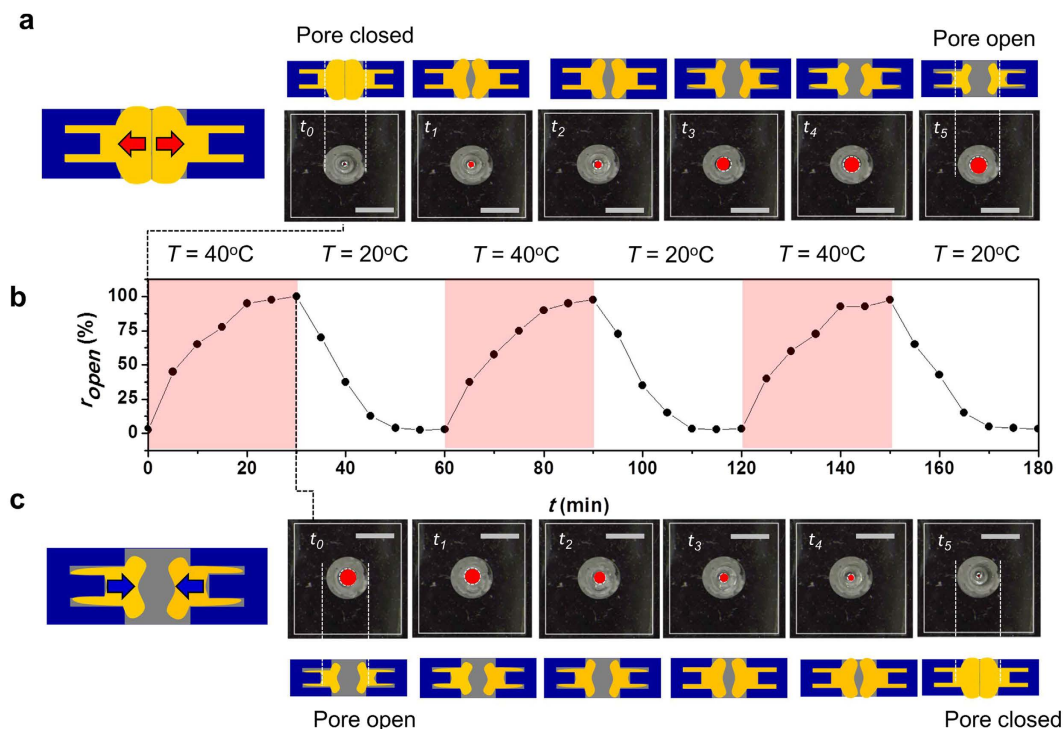 a
Pore closed
Pore open
t0 t1 t2 t3 t4 t5
T = 40oC T = 20oC T = 40oC T = 20oC T = 40oC T = 20oC
b
100
75
50
25
0
ropen (%)
0 20 40 60 80 100 120 140 160 180
t (min)
c
t0 t1 t2 t3 t4 t5
Pore open
Pore closed